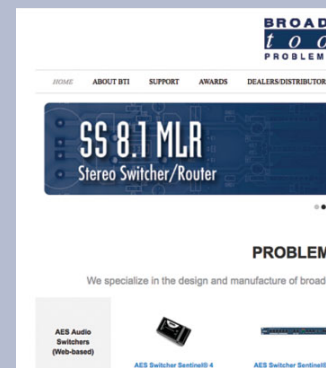 BROAD
too
PROBLEM
HOME ABOUT BTI SUPPORT AWARDS DEALERS/DISTRIBUTOR
SS 8.1 MLR
Stereo Switcher/Router
PROBLEM
We specialize in the design and manufacture of broad
AES Audio
Switchers
(Web-based)
AES Switcher Sentinel® 4 AES Switcher Sentinel®